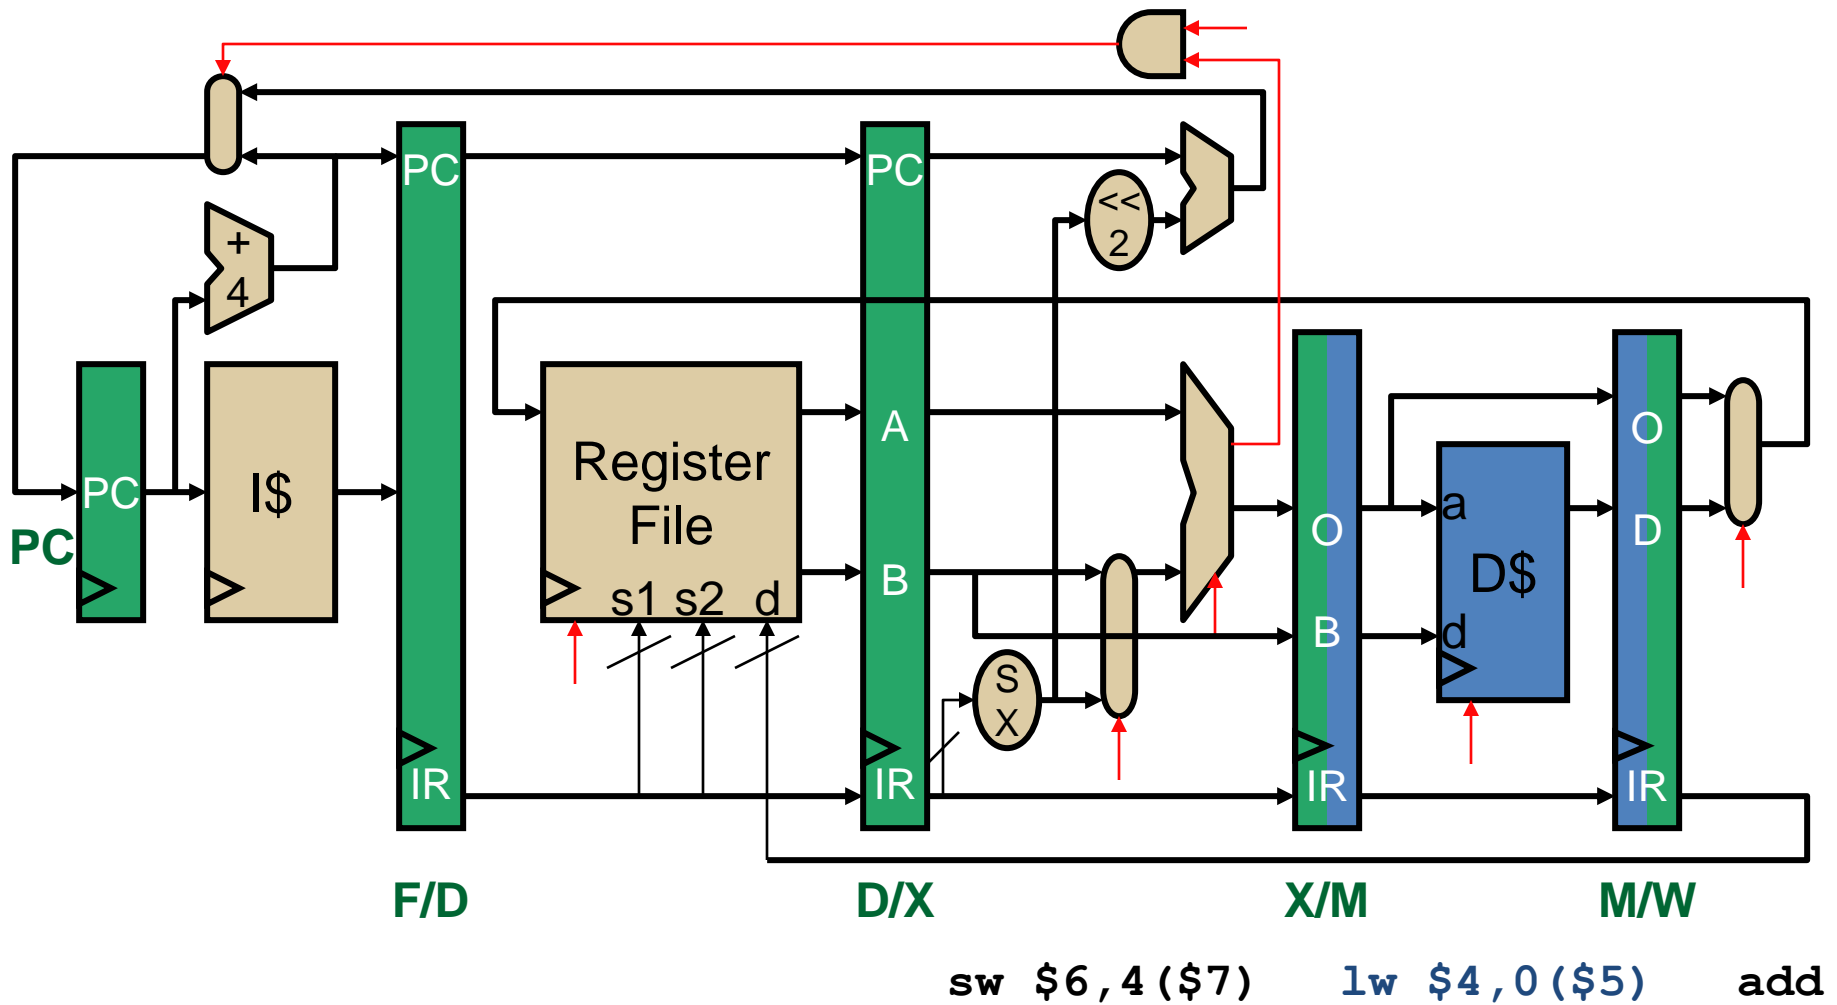 PC
PC
<<
2
+
4
A
O
Register
File
PC
I$
a
O
D
PC
D$
B
s1 s2 d
B
d
S
X
IR
IR
IR
IR
F/D
D/X
X/M
M/W
sw $6,4($7)
lw $4,0($5)
add